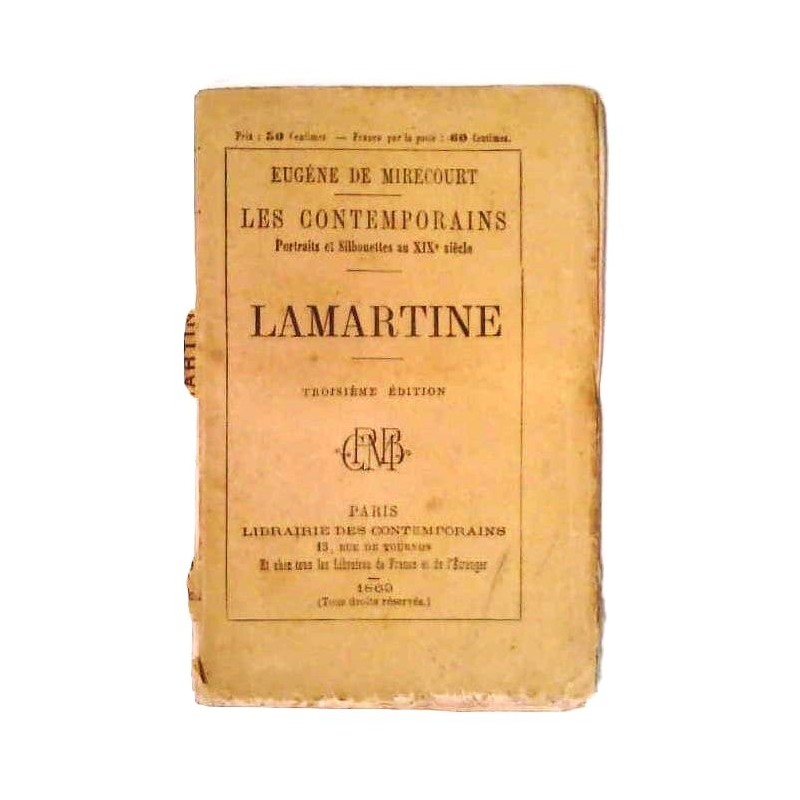 Prix : 50 Centimes. — Franco par la poste : 60 Centimes.
EUGÈNE DE MIRECOURT
LES CONTEMPORAINS
Portraits et Silhouettes au XIXe siècle
LAMARTINE
TROISIÈME ÉDITION
PARIS
LIBRAIRIE DES CONTEMPORAINS
13, RUE DE TOURNON
Et chez tous les Libraires de France et de l'Étranger
1869
(Tous droits réservés.)
ARTIN